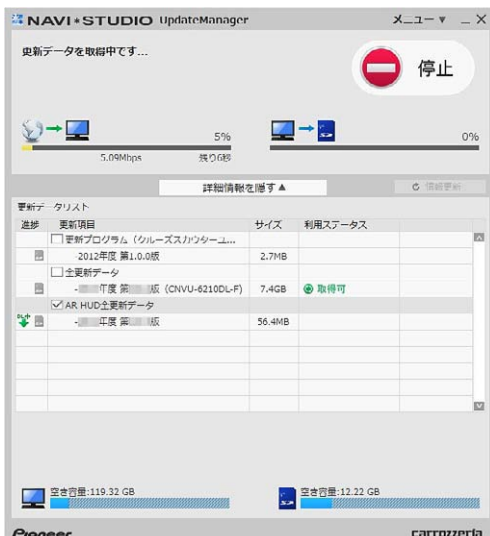 NAVI*STUDIO UpdateManager メニュー ▼ _ X
更新データを取得中です...
停止
5% 0%
5.09Mbps 残り6秒
詳細情報を隠す▲ 情報更新
更新データリスト
進捗 更新項目 サイズ 利用ステータス
更新プログラム（クルーズスカウターユ...
2012年度 第1.0.0版 2.7MB
全更新データ
- 年度 第 版 (CNVU-6210DL-F) 7.4GB 取得可
AR HUD全更新データ
- 年度 第 版 56.4MB
空き容量:119.32 GB 空き容量:12.22 GB
Pioneer carrozzeria